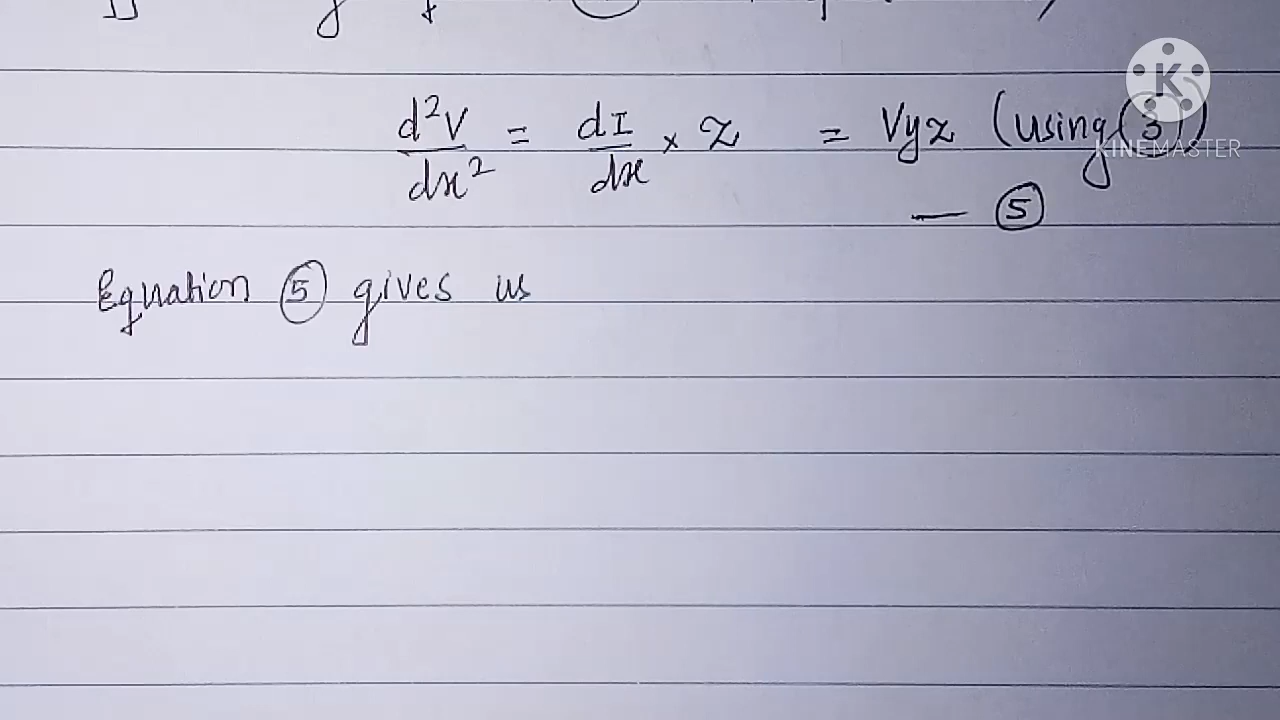 d²V/dx² = dI/dx × z = Vyz (using (3))
— ⑤
Equation ⑤ gives us
K
KINEMASTER